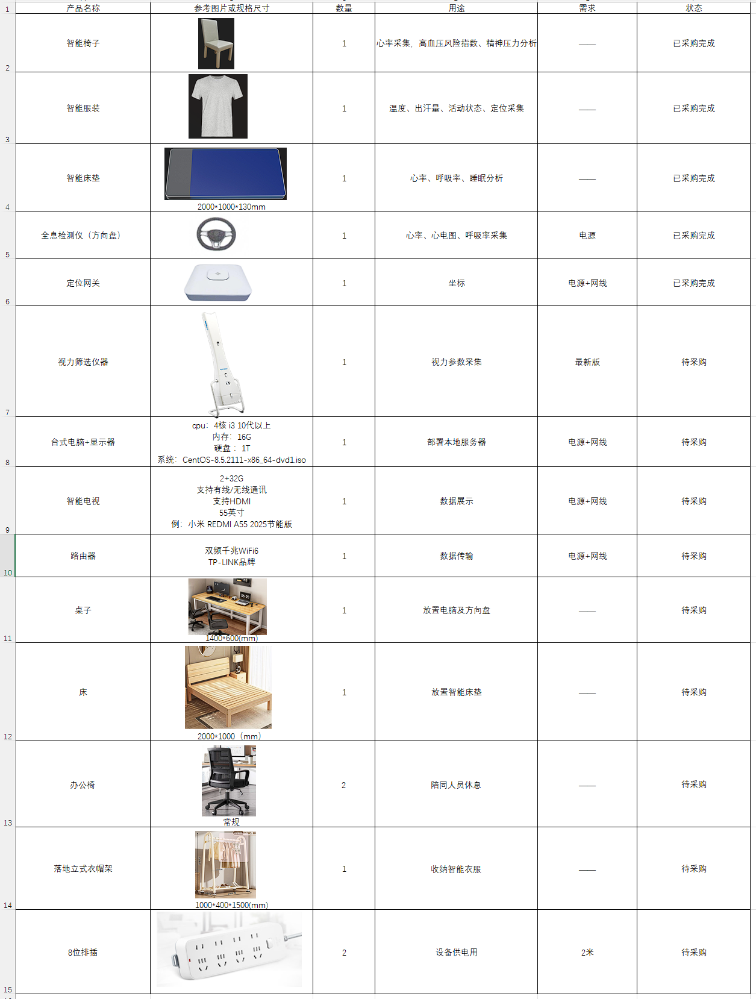 1 产品名称 参考图片或规格尺寸 数量 用途 需求 状态
2 智能椅子 1 心率采集, 高血压风险指数、精神压力分析 —— 已采购完成
3 智能服装 1 温度、出汗量、活动状态、定位采集 —— 已采购完成
智能床垫 1 心率、呼吸率、睡眠分析 —— 已采购完成
4 2000*1000*130mm
5 全息检测仪（方向盘） 1 心率、心电图、呼吸率采集 电源 已采购完成
6 定位网关 1 坐标 电源+网线 已采购完成
7 视力筛选仪器 1 视力参数采集 最新版 待采购
cpu：4核 i3 10代以上
内存：16G
8 台式电脑+显示器 1 部署本地服务器 电源+网线 待采购
硬盘 ：1T
系统：CentOS-8.5.2111-x86_64-dvd1.iso
2+32G
支持有线/无线通讯
9 智能电视 支持HDMI 1 数据展示 电源+网线 待采购
55英寸
例：小米 REDMI A55 2025节能版
双频千兆WiFi6
10 路由器 1 数据传输 电源+网线 待采购
TP-LINK品牌
05 20
11 桌子 1 放置电脑及方向盘 —— 待采购
1400*600(mm)
床 1 放置智能床垫 —— 待采购
12 2000*1000（mm）
办公椅 2 陪同人员休息 —— 待采购
13 常规
落地立式衣帽架 1 收纳智能衣服 —— 待采购
14 1000*400*1500(mm)
15 8位排插 2 设备供电用 2米 待采购